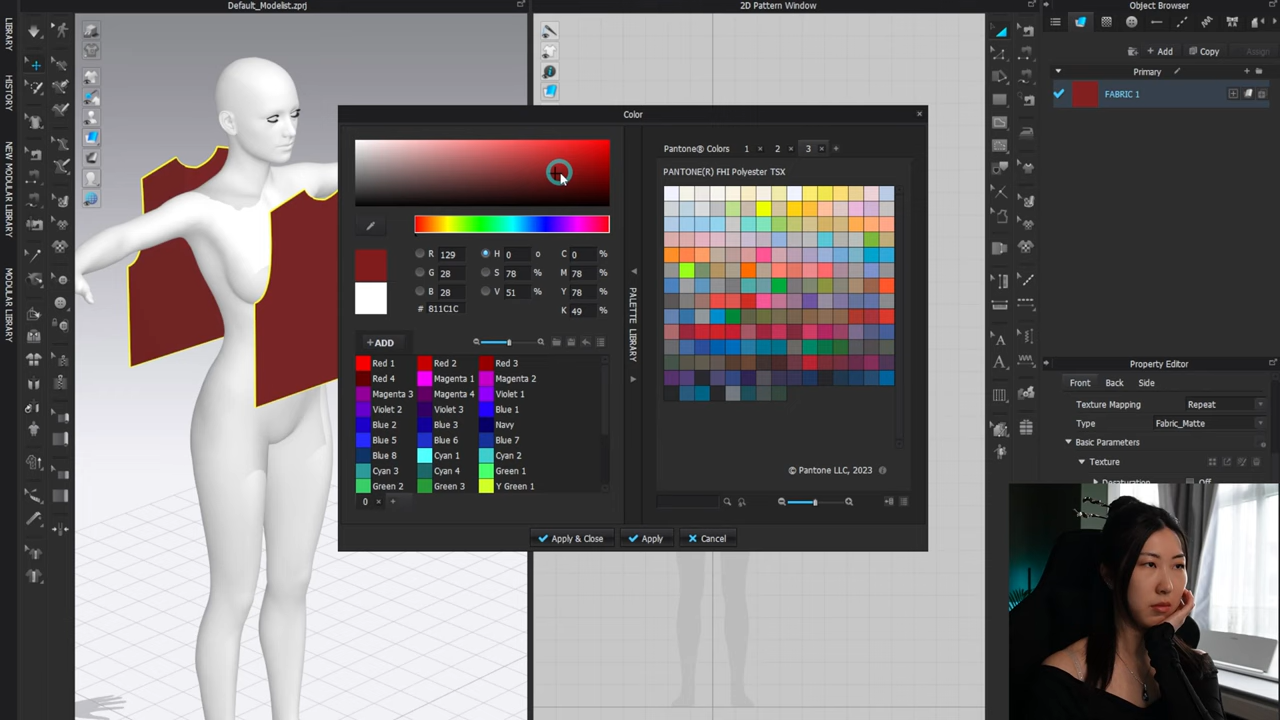 Default_Modelist.zprj
2D Pattern Window
Object Browser
LIBRARY
HISTORY
NEW MODULAR LIBRARY
MODULAR LIBRARY
+ Add
Copy
Assign
Primary
FABRIC 1
Color
Pantone® Colors
1
2
3
PANTONE(R) FHI Polyester TSX
R 129
H 0 o
C 0 %
G 28
S 78 %
M 78 %
B 28
V 51 %
Y 78 %
# 811C1C
K 49 %
+ADD
PALETTE LIBRARY
Red 1
Red 2
Red 3
Red 4
Magenta 1
Magenta 2
Magenta 3
Magenta 4
Violet 1
Violet 2
Violet 3
Blue 1
Blue 2
Blue 3
Navy
Blue 5
Blue 6
Blue 7
Blue 8
Cyan 1
Cyan 2
Cyan 3
Cyan 4
Green 1
Green 2
Green 3
Y Green 1
0
© Pantone LLC, 2023
Apply & Close
Apply
Cancel
Property Editor
Front
Back
Side
Texture Mapping
Repeat
Type
Fabric_Matte
Basic Parameters
Texture
Desaturation
Off